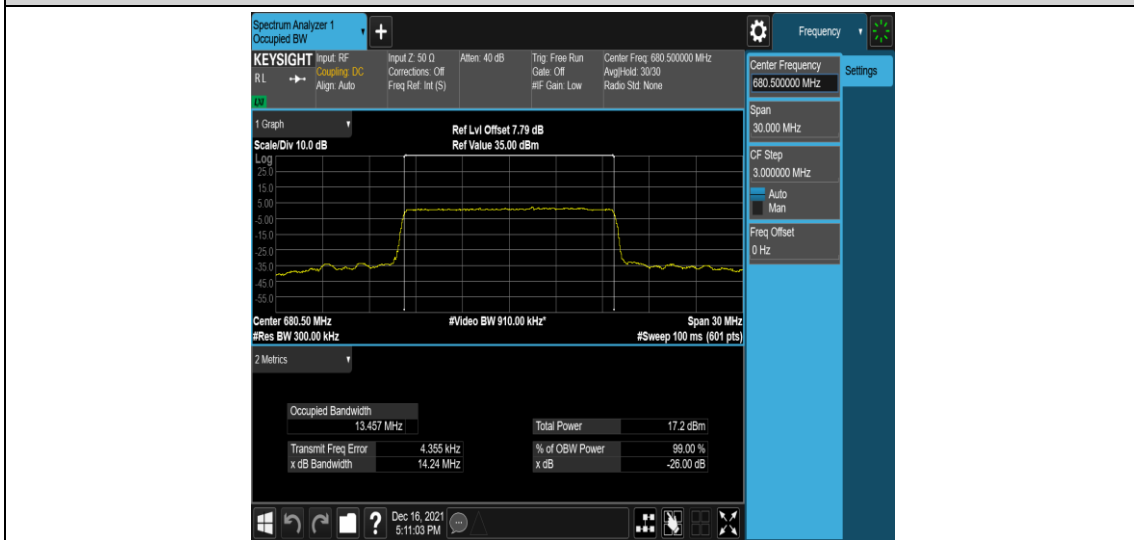 Spectrum Analyzer 1
Occupied BW
+
Frequency
KEYSIGHT
RL
LXI
Input: RF
Coupling: DC
Align: Auto
Input Z: 50 Ω
Corrections: Off
Freq Ref: Int (S)
Atten: 40 dB
Trig: Free Run
Gate: Off
#IF Gain: Low
Center Freq: 680.500000 MHz
Avg|Hold: 30/30
Radio Std: None
Center Frequency
680.500000 MHz
Settings
Span
30.000 MHz
CF Step
3.000000 MHz
Auto
Man
Freq Offset
0 Hz
1 Graph
Scale/Div 10.0 dB
Ref Lvl Offset 7.79 dB
Ref Value 35.00 dBm
Log
25.0
15.0
5.00
-5.00
-15.0
-25.0
-35.0
-45.0
-55.0
Center 680.50 MHz
#Video BW 910.00 kHz*
Span 30 MHz
#Res BW 300.00 kHz
#Sweep 100 ms (601 pts)
2 Metrics
Occupied Bandwidth
13.457 MHz
Total Power 17.2 dBm
Transmit Freq Error 4.355 kHz
% of OBW Power 99.00 %
x dB Bandwidth 14.24 MHz
x dB -26.00 dB
?
Dec 16, 2021
5:11:03 PM